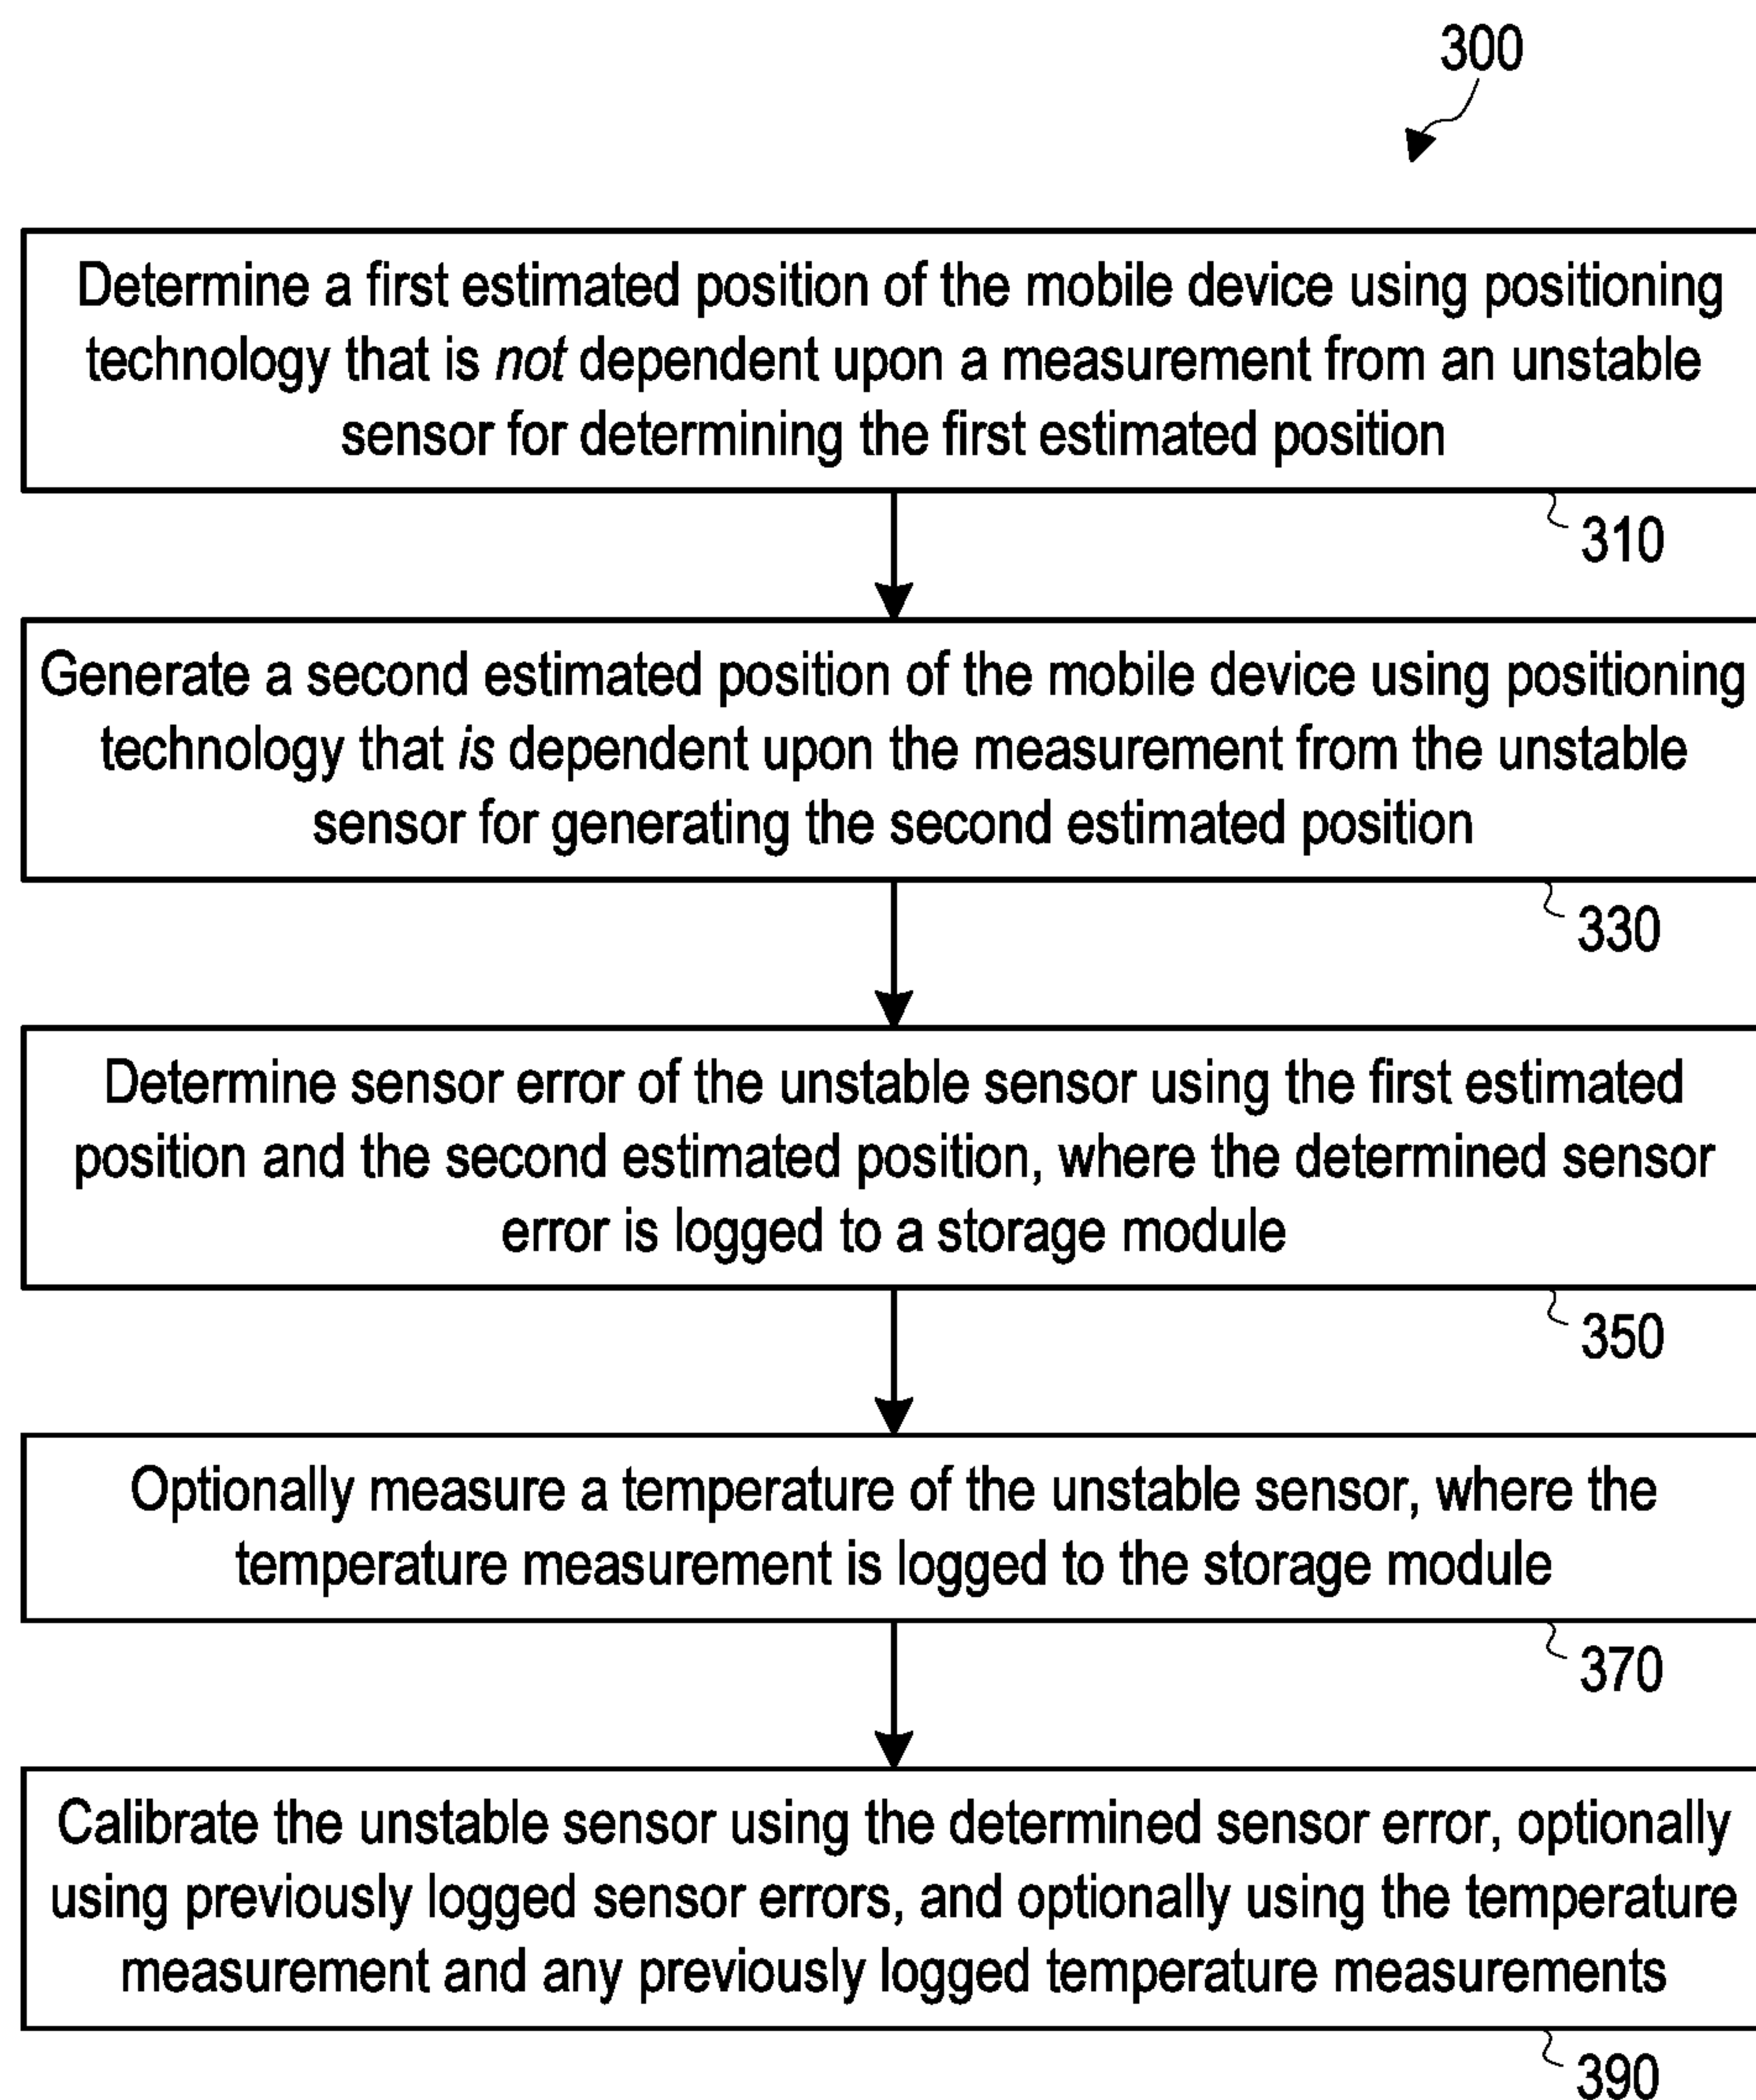 300
Determine a first estimated position of the mobile device using positioning
technology that is not dependent upon a measurement from an unstable
sensor for determining the first estimated position
310
Generate a second estimated position of the mobile device using positioning
technology that is dependent upon the measurement from the unstable
sensor for generating the second estimated position
330
Determine sensor error of the unstable sensor using the first estimated
position and the second estimated position, where the determined sensor
error is logged to a storage module
350
Optionally measure a temperature of the unstable sensor, where the
temperature measurement is logged to the storage module
370
Calibrate the unstable sensor using the determined sensor error, optionally
using previously logged sensor errors, and optionally using the temperature
measurement and any previously logged temperature measurements
390